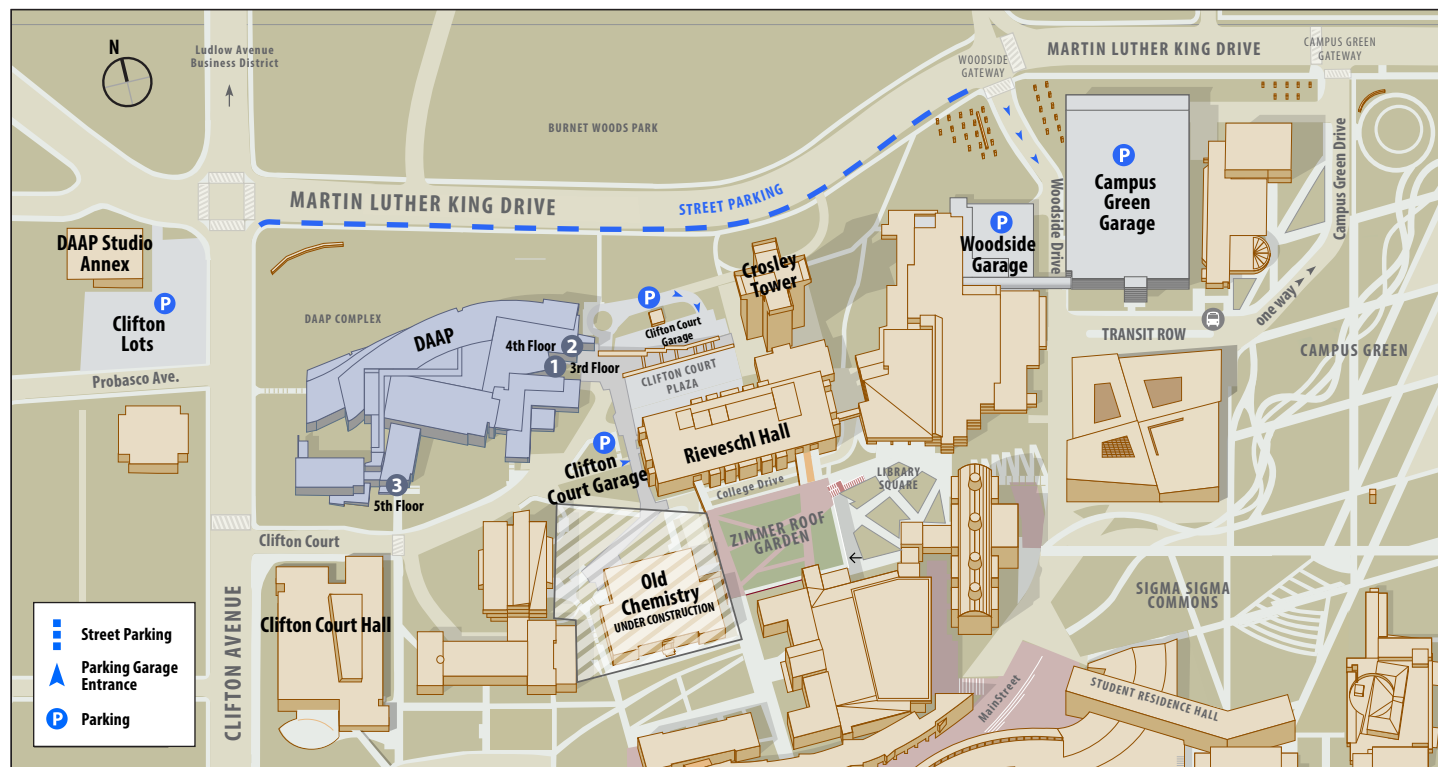 N
Ludlow Avenue
Business District
BURNET WOODS PARK
WOODSIDE
GATEWAY
MARTIN LUTHER KING DRIVE
CAMPUS GREEN
GATEWAY
MARTIN LUTHER KING DRIVE
STREET PARKING
P
Campus
Green
Garage
Woodside Drive
Campus Green Drive
P
Woodside
Garage
DAAP Studio
Annex
P
Clifton
Lots
Probasco Ave.
DAAP COMPLEX
DAAP
4th Floor
2
1
3rd Floor
3
5th Floor
P
Clifton Court
Garage
CLIFTON COURT
PLAZA
Crosley
Tower
Rieveschl Hall
P
Clifton
Court Garage
College Drive
LIBRARY
SQUARE
ZIMMER ROOF
GARDEN
TRANSIT ROW
one way
CAMPUS GREEN
Clifton Court
CLIFTON AVENUE
Clifton Court Hall
Old
Chemistry
UNDER CONSTRUCTION
SIGMA SIGMA
COMMONS
MainStreet
STUDENT RESIDENCE HALL
Street Parking
Parking Garage
Entrance
P
Parking